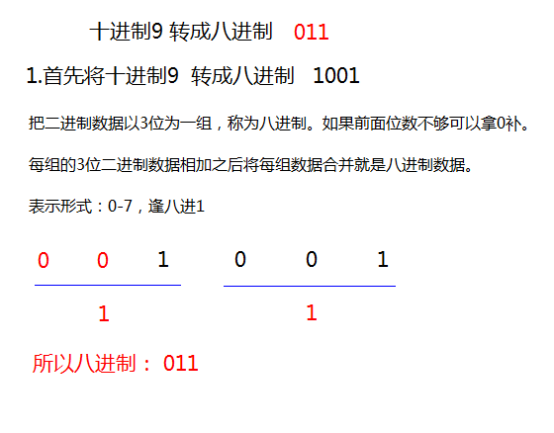 十进制9 转成八进制 011
1.首先将十进制9 转成八进制 1001
把二进制数据以3位为一组，称为八进制。如果前面位数不够可以拿0补。
每组的3位二进制数据相加之后将每组数据合并就是八进制数据。
表示形式：0-7，逢八进1
0 0 1 0 0 1
1 1
所以八进制： 011